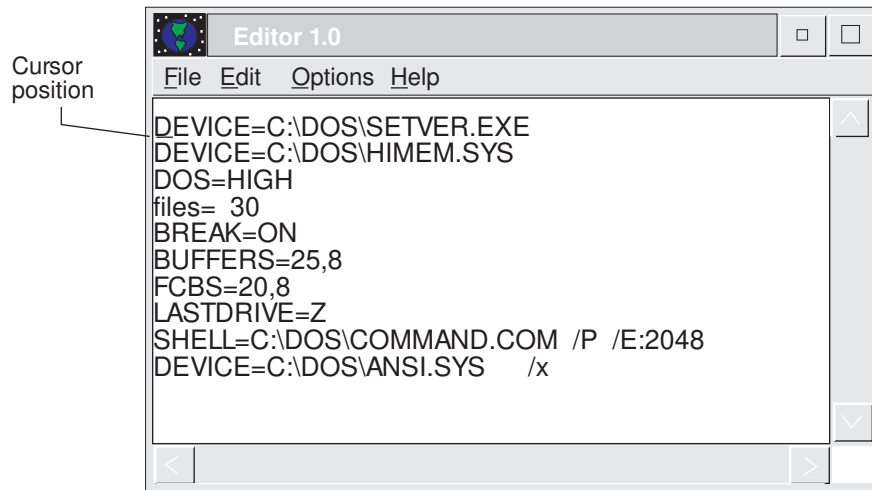 Editor 1.0
Cursor
position
File Edit Options Help
DEVICE=C:\DOS\SETVER.EXE
DEVICE=C:\DOS\HIMEM.SYS
DOS=HIGH
files= 30
BREAK=ON
BUFFERS=25,8
FCBS=20,8
LASTDRIVE=Z
SHELL=C:\DOS\COMMAND.COM /P /E:2048
DEVICE=C:\DOS\ANSI.SYS /x